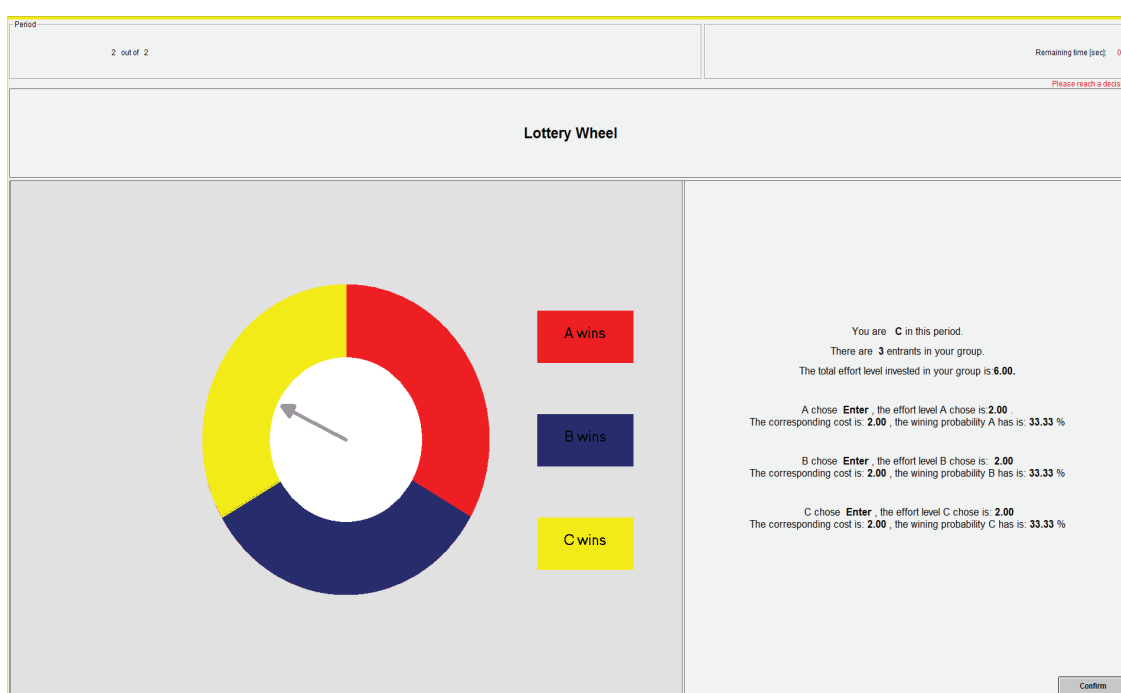 Period
2 out of 2
Remaining time [sec]: 0
Please reach a decis
Lottery Wheel
A wins
B wins
C wins
You are C in this period.
There are 3 entrants in your group.
The total effort level invested in your group is:6.00.
A chose Enter , the effort level A chose is:2.00 .
The corresponding cost is: 2.00 , the wining probability A has is: 33.33 %
B chose Enter , the effort level B chose is: 2.00
The corresponding cost is: 2.00 , the wining probability B has is: 33.33 %
C chose Enter , the effort level C chose is: 2.00
The corresponding cost is: 2.00 , the wining probability C has is: 33.33 %
Confirm